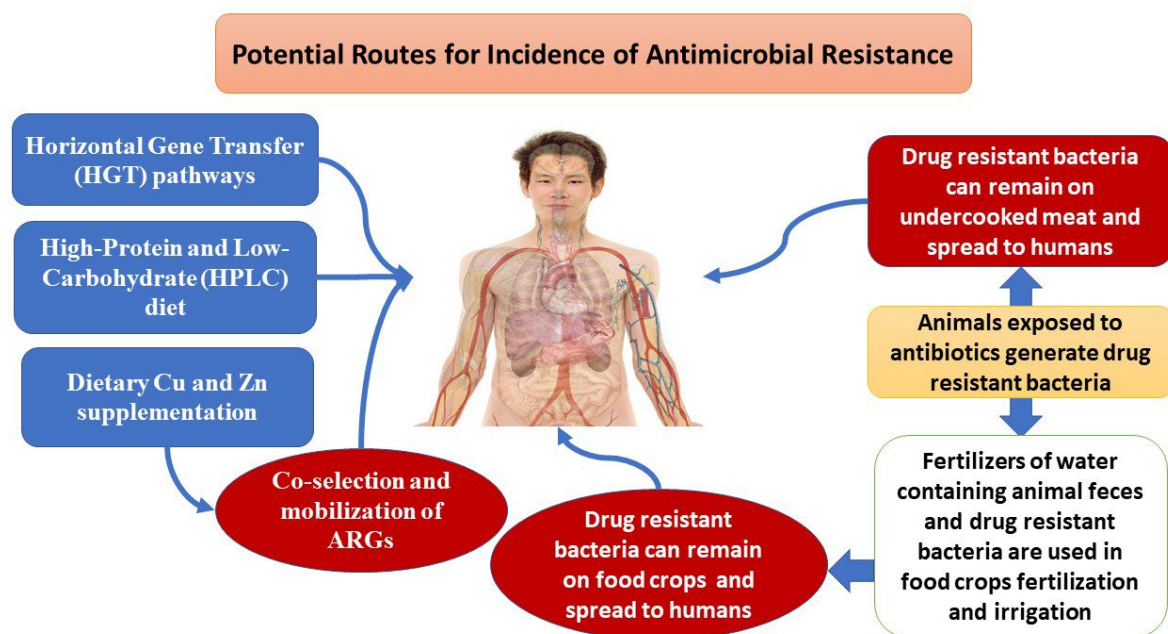 Potential Routes for Incidence of Antimicrobial Resistance
Horizontal Gene Transfer
(HGT) pathways
High-Protein and Low-
Carbohydrate (HPLC)
diet
Dietary Cu and Zn
supplementation
Co-selection and
mobilization of
ARGs
Drug resistant
bacteria can remain
on food crops and
spread to humans
Drug resistant bacteria
can remain on
undercooked meat and
spread to humans
Animals exposed to
antibiotics generate drug
resistant bacteria
Fertilizers of water
containing animal feces
and drug resistant
bacteria are used in
food crops fertilization
and irrigation